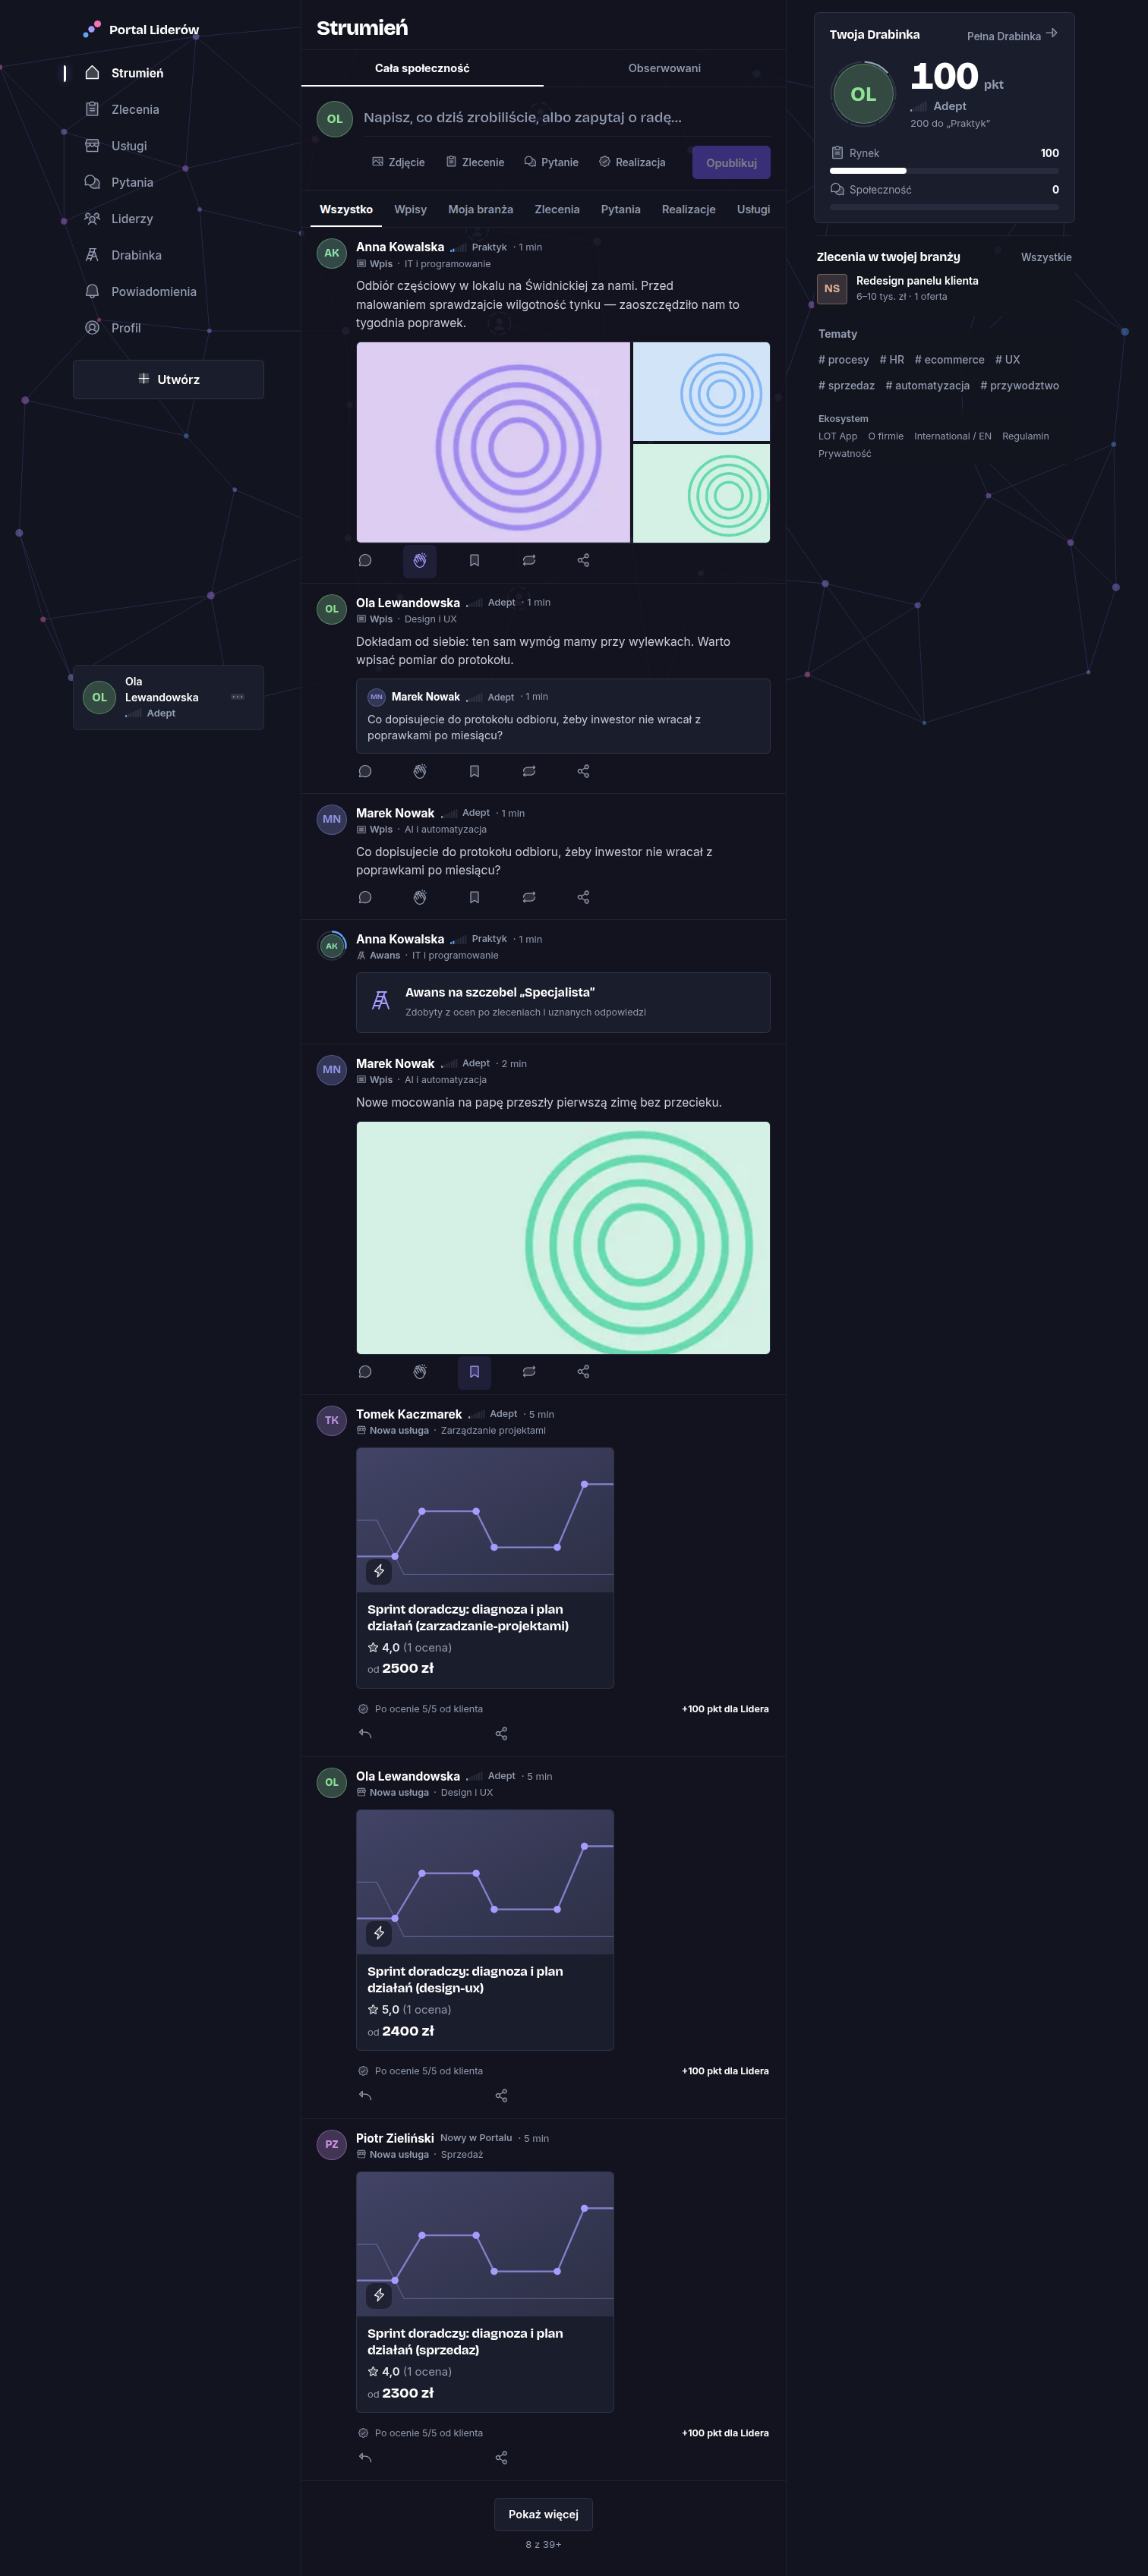 Portal Liderów
Strumień
Zlecenia
Usługi
Pytania
Liderzy
Drabinka
Powiadomienia
Profil
Utwórz
OL
Ola
Lewandowska
Adept
Strumień
Cała społeczność
Obserwowani
OL
Napisz, co dziś zrobiliście, albo zapytaj o radę...
Zdjęcie
Zlecenie
Pytanie
Realizacja
Opublikuj
Wszystko
Wpisy
Moja branża
Zlecenia
Pytania
Realizacje
Usługi
AK
Anna Kowalska Praktyk · 1 min
Wpis · IT i programowanie
Odbiór częściowy w lokalu na Świdnickiej za nami. Przed
malowaniem sprawdzajcie wilgotność tynku — zaoszczędziło nam to
tygodnia poprawek.
OL
Ola Lewandowska Adept · 1 min
Wpis · Design i UX
Dokładam od siebie: ten sam wymóg mamy przy wylewkach. Warto
wpisać pomiar do protokołu.
MN Marek Nowak Adept · 1 min
Co dopisujecie do protokołu odbioru, żeby inwestor nie wracał z
poprawkami po miesiącu?
MN
Marek Nowak Adept · 1 min
Wpis · AI i automatyzacja
Co dopisujecie do protokołu odbioru, żeby inwestor nie wracał z
poprawkami po miesiącu?
AK
Anna Kowalska Praktyk · 1 min
Awans · IT i programowanie
Awans na szczebel „Specjalista”
Zdobyty z ocen po zleceniach i uznanych odpowiedzi
MN
Marek Nowak Adept · 2 min
Wpis · AI i automatyzacja
Nowe mocowania na papę przeszły pierwszą zimę bez przecieku.
TK
Tomek Kaczmarek Adept · 5 min
Nowa usługa · Zarządzanie projektami
Sprint doradczy: diagnoza i plan
działań (zarzadzanie-projektami)
4,0 (1 ocena)
od 2500 zł
Po ocenie 5/5 od klienta
+100 pkt dla Lidera
OL
Ola Lewandowska Adept · 5 min
Nowa usługa · Design i UX
Sprint doradczy: diagnoza i plan
działań (design-ux)
5,0 (1 ocena)
od 2400 zł
Po ocenie 5/5 od klienta
+100 pkt dla Lidera
PZ
Piotr Zieliński Nowy w Portalu · 5 min
Nowa usługa · Sprzedaż
Sprint doradczy: diagnoza i plan
działań (sprzedaz)
4,0 (1 ocena)
od 2300 zł
Po ocenie 5/5 od klienta
+100 pkt dla Lidera
Pokaż więcej
8 z 39+
Twoja Drabinka
Pełna Drabinka
OL
100 pkt
Adept
200 do „Praktyk”
Rynek 100
Społeczność 0
Zlecenia w twojej branży
Wszystkie
NS
Redesign panelu klienta
6–10 tys. zł · 1 oferta
Tematy
# procesy # HR # ecommerce # UX
# sprzedaz # automatyzacja # przywodztwo
Ekosystem
LOT App O firmie International / EN Regulamin
Prywatność